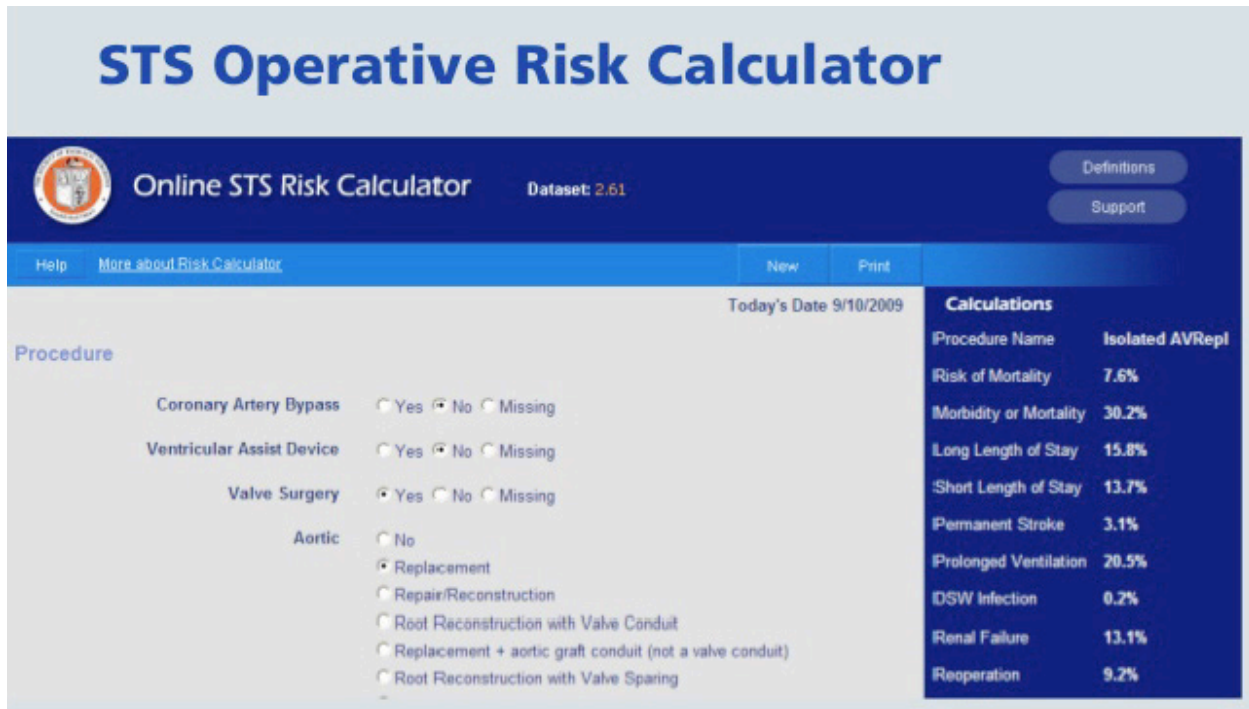 STS Operative Risk Calculator
Online STS Risk Calculator Dataset: 2.61
Definitions
Support
Help More about Risk Calculator New Print
Today's Date 9/10/2009
Procedure
Coronary Artery Bypass Yes No Missing
Ventricular Assist Device Yes No Missing
Valve Surgery Yes No Missing
Aortic No
Replacement
Repair/Reconstruction
Root Reconstruction with Valve Conduit
Replacement + aortic graft conduit (not a valve conduit)
Root Reconstruction with Valve Sparing
Calculations
Procedure Name Isolated AVRepl
Risk of Mortality 7.6%
Morbidity or Mortality 30.2%
Long Length of Stay 15.8%
Short Length of Stay 13.7%
Permanent Stroke 3.1%
Prolonged Ventilation 20.5%
DSW Infection 0.2%
Renal Failure 13.1%
Reoperation 9.2%